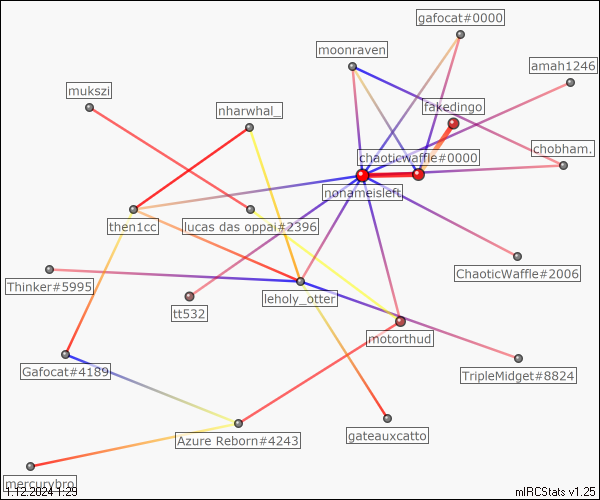 gafocat#0000
moonraven
amah1246
mukszi
fakedingo
nharwhal_
chobham.
chaoticwaffle#0000
nonameisleft
then1cc
lucas das oppai#2396
ChaoticWaffle#2006
Thinker#5995
leholy_otter
tt532
motorthud
Gafocat#4189
TripleMidget#8824
Azure Reborn#4243
gateauxcatto
mercurybro
1.12.2024 1:29
mIRCStats v1.25